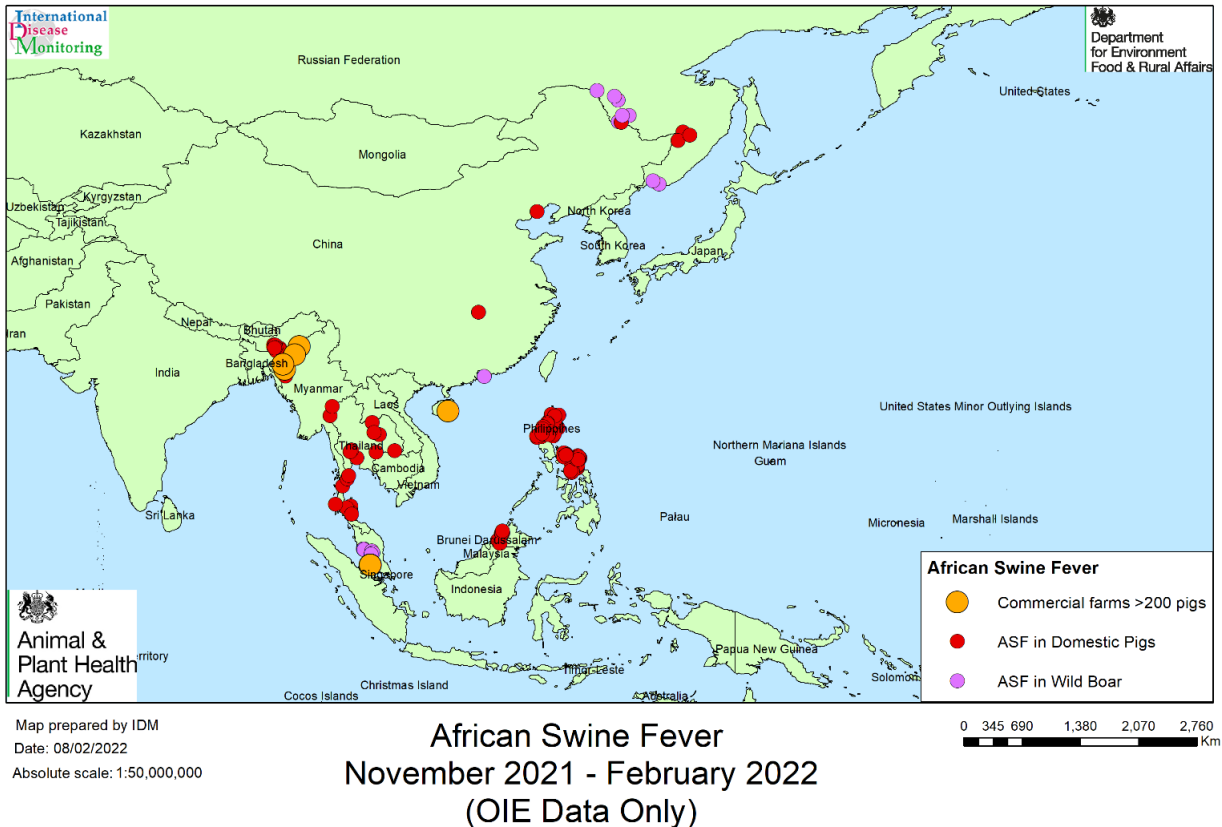 International
Disease
Monitoring
Department
for Environment
Food & Rural Affairs
Russian Federation
United States
Kazakhstan
Mongolia
Kyrgyzstan
Uzbekistan
Tajikistan
North Korea
China
South Korea
Japan
Afghanistan
Pakistan
Nepal
Bhutan
Iran
Bangladesh
India
Myanmar
Laos
United States Minor Outlying Islands
Philippines
Thailand
Northern Mariana Islands
Guam
Cambodia
Vietnam
Sri Lanka
Palau
Micronesia
Marshall Islands
Brunei Darussalam
Malaysia
Singapore
Indonesia
Papua New Guinea
Timor-Leste
Solomon
Christmas Island
Cocos Islands
Australia
erritory
Animal &
Plant Health
Agency
African Swine Fever
Commercial farms >200 pigs
ASF in Domestic Pigs
ASF in Wild Boar
Map prepared by IDM
Date: 08/02/2022
Absolute scale: 1:50,000,000
African Swine Fever
November 2021 - February 2022
(OIE Data Only)
0 345 690 1,380 2,070 2,760
Km